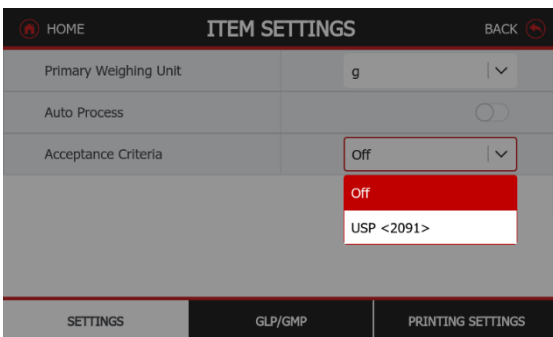 HOME ITEM SETTINGS BACK
Primary Weighing Unit g
Auto Process
Acceptance Criteria Off
Off
USP <2091>
SETTINGS GLP/GMP PRINTING SETTINGS